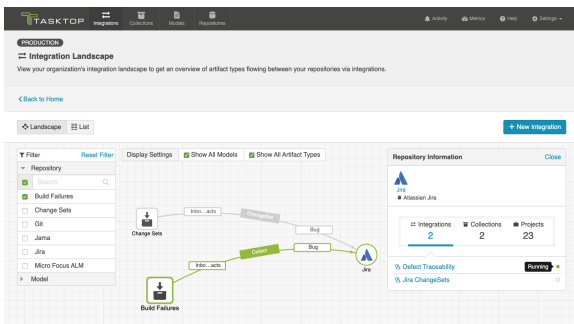 TASKTOP
Integrations
Collections
Models
Repositories
Activity
Metrics
Help
Settings
PRODUCTION
Integration Landscape
View your organization's integration landscape to get an overview of artifact types flowing between your repositories via integrations.
Back to Home
Landscape
List
+ New Integration
Filter
Reset Filter
Repository
Search
Build Failures
Change Sets
Git
Jama
Jira
Micro Focus ALM
Model
Display Settings
Show All Models
Show All Artifact Types
Change Sets
Inbo…acts
Changeset
Bug
Inbo…acts
Defect
Bug
Build Failures
Jira
Repository Information
Close
Jira
Atlassian Jira
Integrations
2
Collections
2
Projects
23
Defect Traceability
Running
Jira ChangeSets